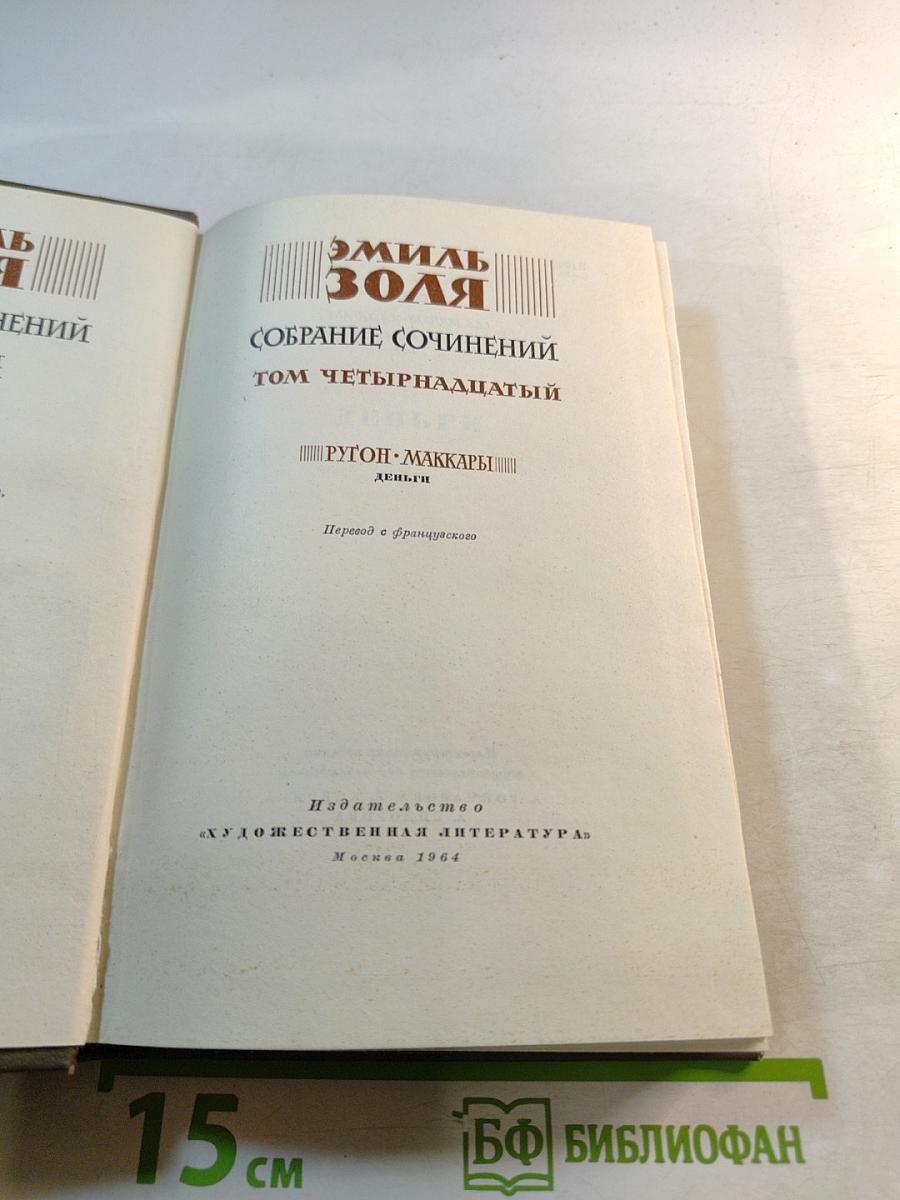 ЭМИЛЬ
ЗОЛЯ
СОБРАНИЕ СОЧИНЕНИЙ
ТОМ ЧЕТЫРНАДЦАТЫЙ
РУГОН·МАККАРЫ
ДЕНЬГИ
Перевод с французского
Издательство
«ХУДОЖЕСТВЕННАЯ ЛИТЕРАТУРА»
Москва 1964
15 см
БФ БИБЛИОФАН